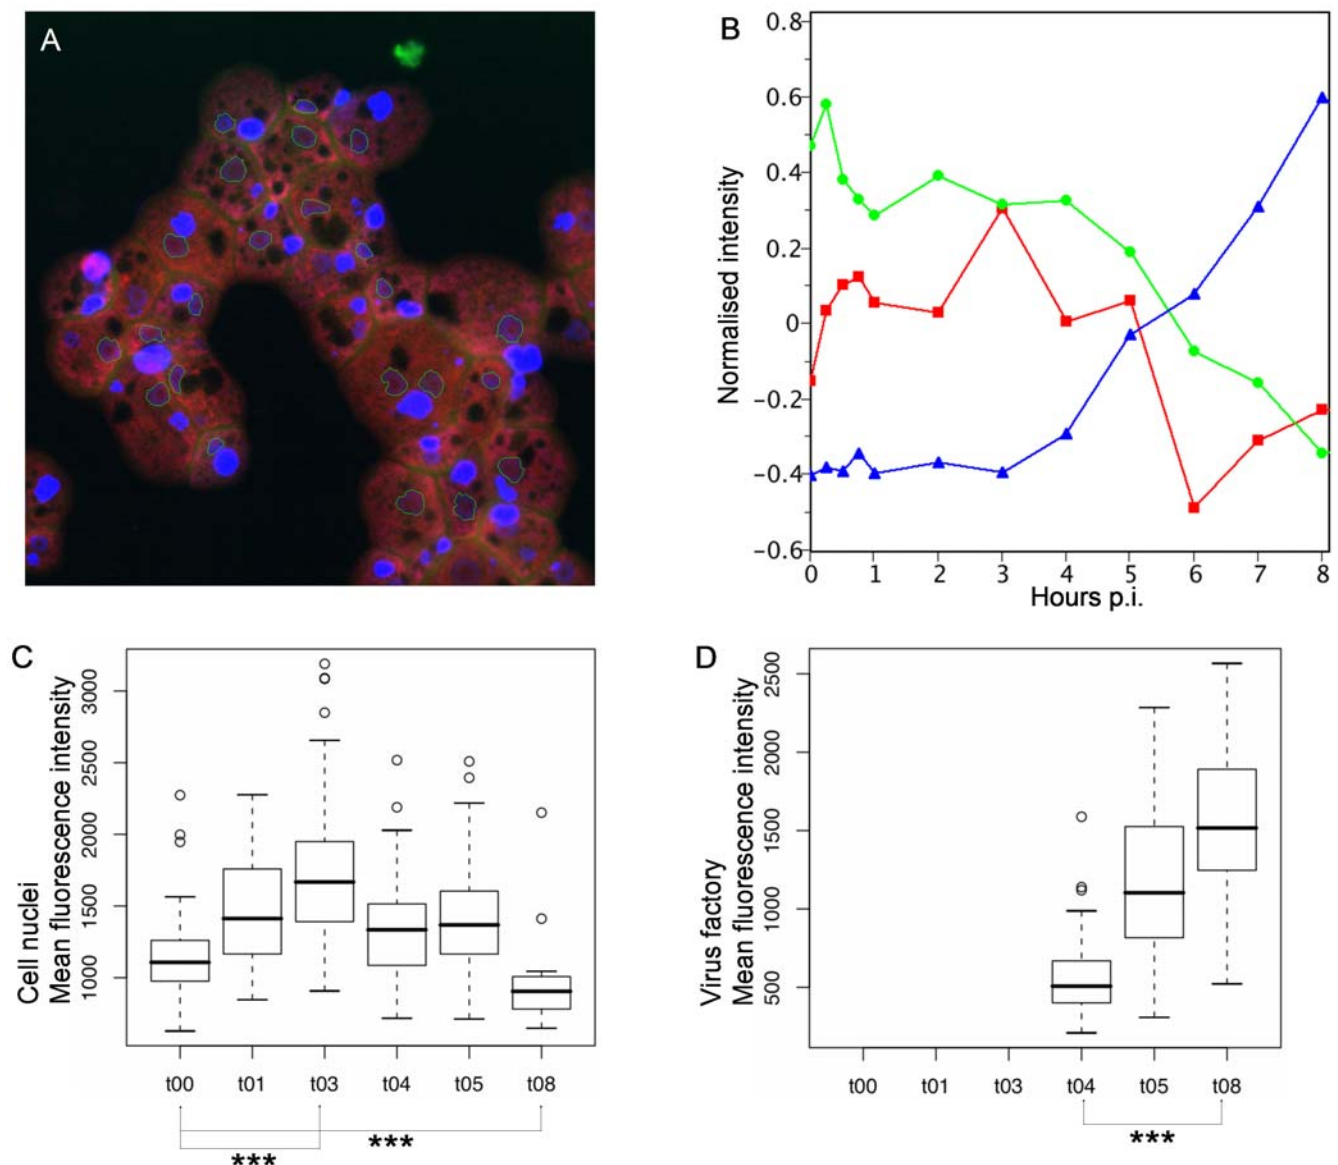 A
B
Normalised intensity
0.8
0.6
0.4
0.2
0
−0.2
−0.4
−0.6
0 1 2 3 4 5 6 7 8
Hours p.i.
C
Cell nuclei
Mean fluorescence intensity
3000
2500
2000
1500
1000
t00 t01 t03 t04 t05 t08
***
***
D
Virus factory
Mean fluorescence intensity
2500
2000
1500
1000
500
t00 t01 t03 t04 t05 t08
***